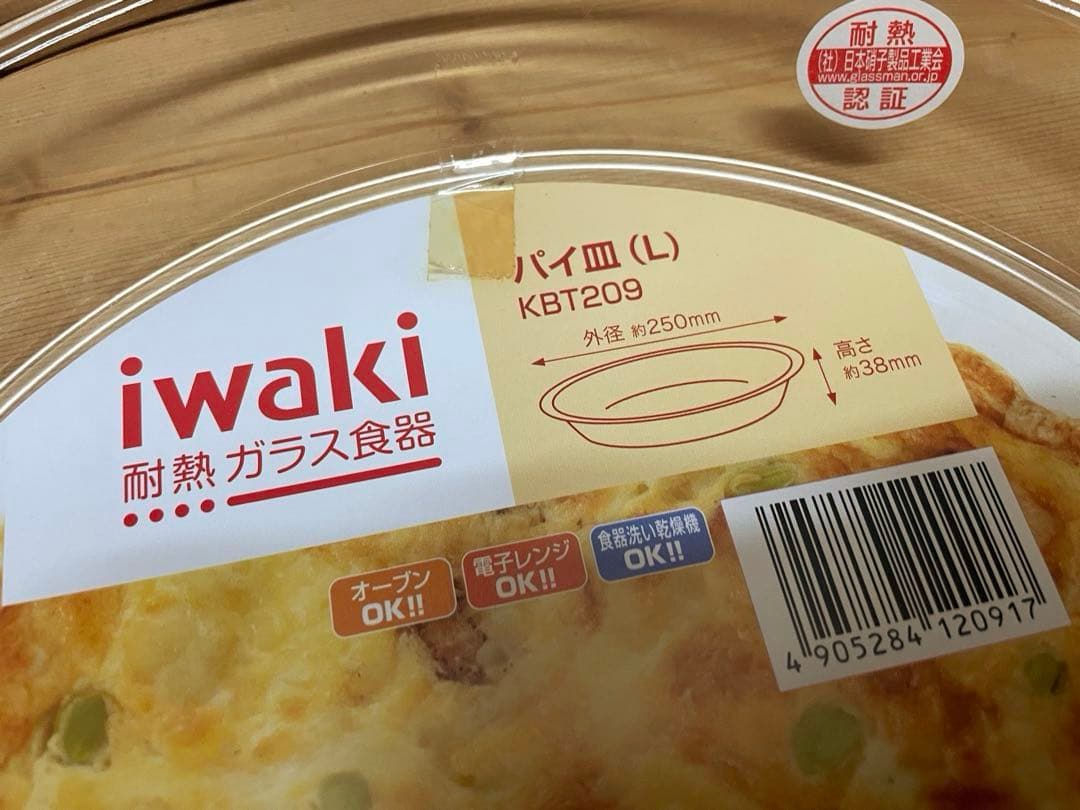 耐熱
(社)日本硝子製品工業会
www.glassman.or.jp
認証
パイ皿(L)
KBT209
外径 約250mm
高さ
約38mm
iwaki
耐熱ガラス食器
オーブン
OK!!
電子レンジ
OK!!
食器洗い乾燥機
OK!!
4 905284 120917